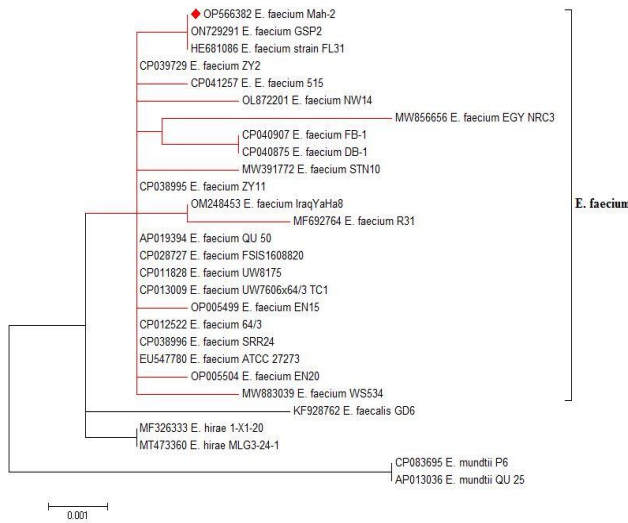 OP566382 E. faecium Mah-2
ON729291 E. faecium GSP2
HE681086 E. faecium strain FL31
CP039729 E. faecium ZY2
CP041257 E. E. faecium 515
OL872201 E. faecium NW14
MW856656 E. faecium EGY NRC3
CP040907 E. faecium FB-1
CP040875 E. faecium DB-1
MW391772 E. faecium STN10
CP038995 E. faecium ZY11
OM248453 E. faecium IraqYaHa8
E. faecium
MF692764 E. faecium R31
AP019394 E. faecium QU 50
CP028727 E. faecium FSIS1608820
CP011828 E. faecium UW8175
CP013009 E. faecium UW7606x64/3 TC1
OP005499 E. faecium EN15
CP012522 E. faecium 64/3
CP038996 E. faecium SRR24
EU547780 E. faecium ATCC 27273
OP005504 E. faecium EN20
MW883039 E. faecium WS534
KF928762 E. faecalis GD6
MF326333 E. hirae 1-X1-20
MT473360 E. hirae MLG3-24-1
CP083695 E. mundtii P6
AP013036 E. mundtii QU 25
0.001